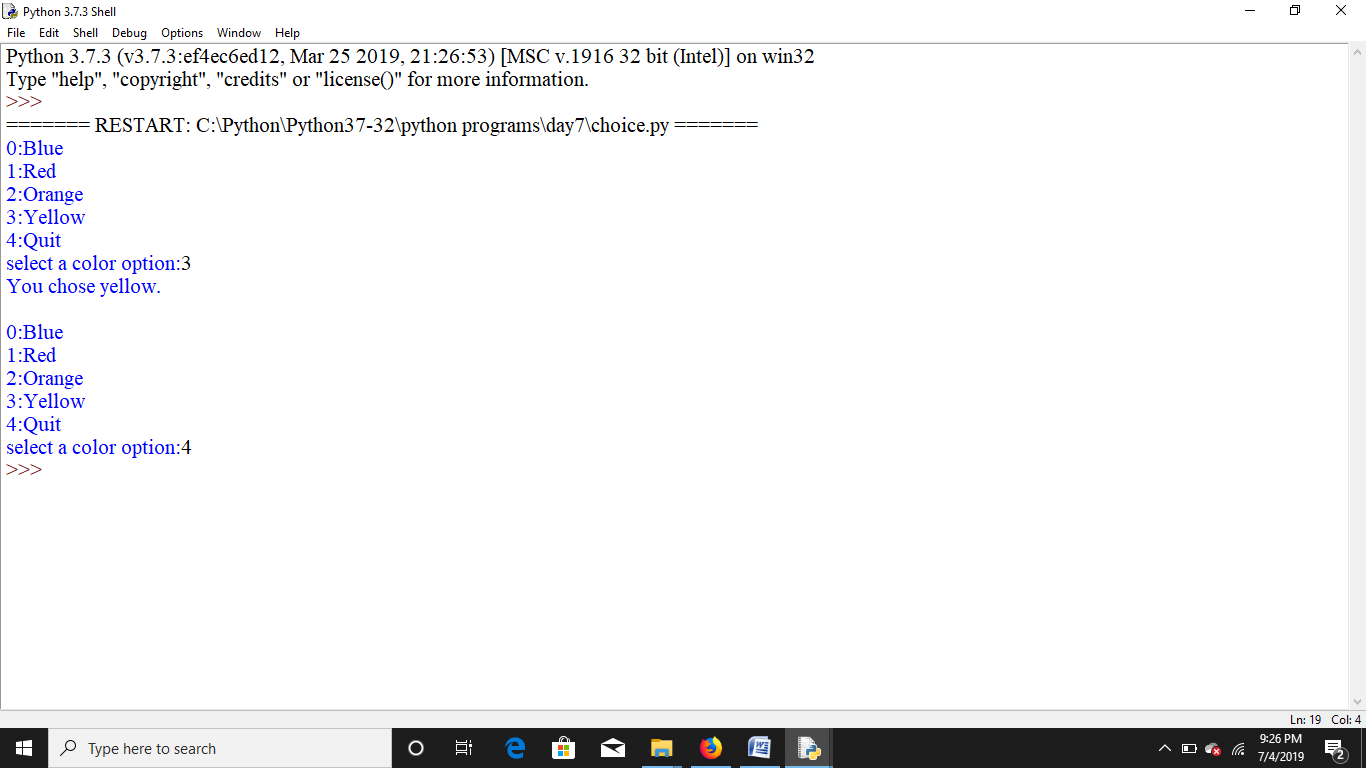 Python 3.7.3 Shell
File Edit Shell Debug Options Window Help
Python 3.7.3 (v3.7.3:ef4ec6ed12, Mar 25 2019, 21:26:53) [MSC v.1916 32 bit (Intel)] on win32
Type "help", "copyright", "credits" or "license()" for more information.
>>>
======= RESTART: C:\Python\Python37-32\python programs\day7\choice.py =======
0:Blue
1:Red
2:Orange
3:Yellow
4:Quit
select a color option:3
You chose yellow.

0:Blue
1:Red
2:Orange
3:Yellow
4:Quit
select a color option:4
>>>
Ln: 19 Col: 4
Type here to search
9:26 PM
7/4/2019
2